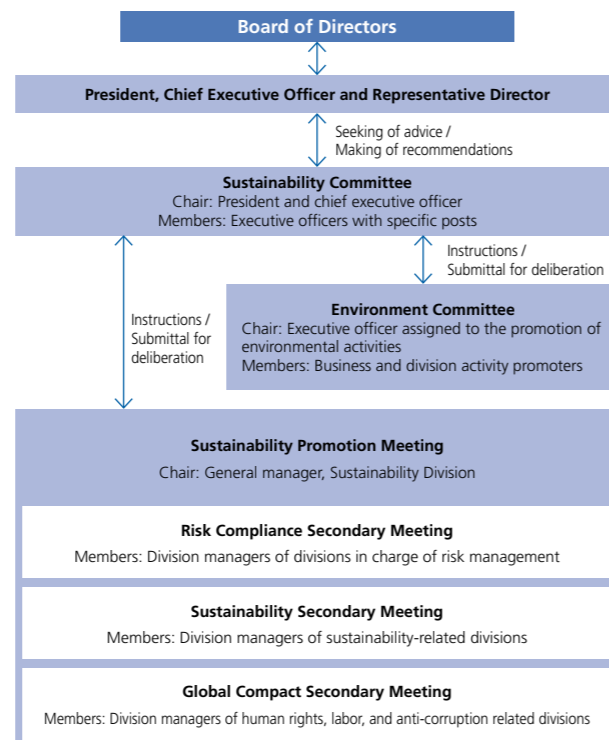 Board of Directors
President, Chief Executive Officer and Representative Director
Seeking of advice /
Making of recommendations
Sustainability Committee
Chair: President and chief executive officer
Members: Executive officers with specific posts
Instructions /
Submittal for deliberation
Environment Committee
Chair: Executive officer assigned to the promotion of
environmental activities
Members: Business and division activity promoters
Instructions /
Submittal for
deliberation
Sustainability Promotion Meeting
Chair: General manager, Sustainability Division
Risk Compliance Secondary Meeting
Members: Division managers of divisions in charge of risk management
Sustainability Secondary Meeting
Members: Division managers of sustainability-related divisions
Global Compact Secondary Meeting
Members: Division managers of human rights, labor, and anti-corruption related divisions